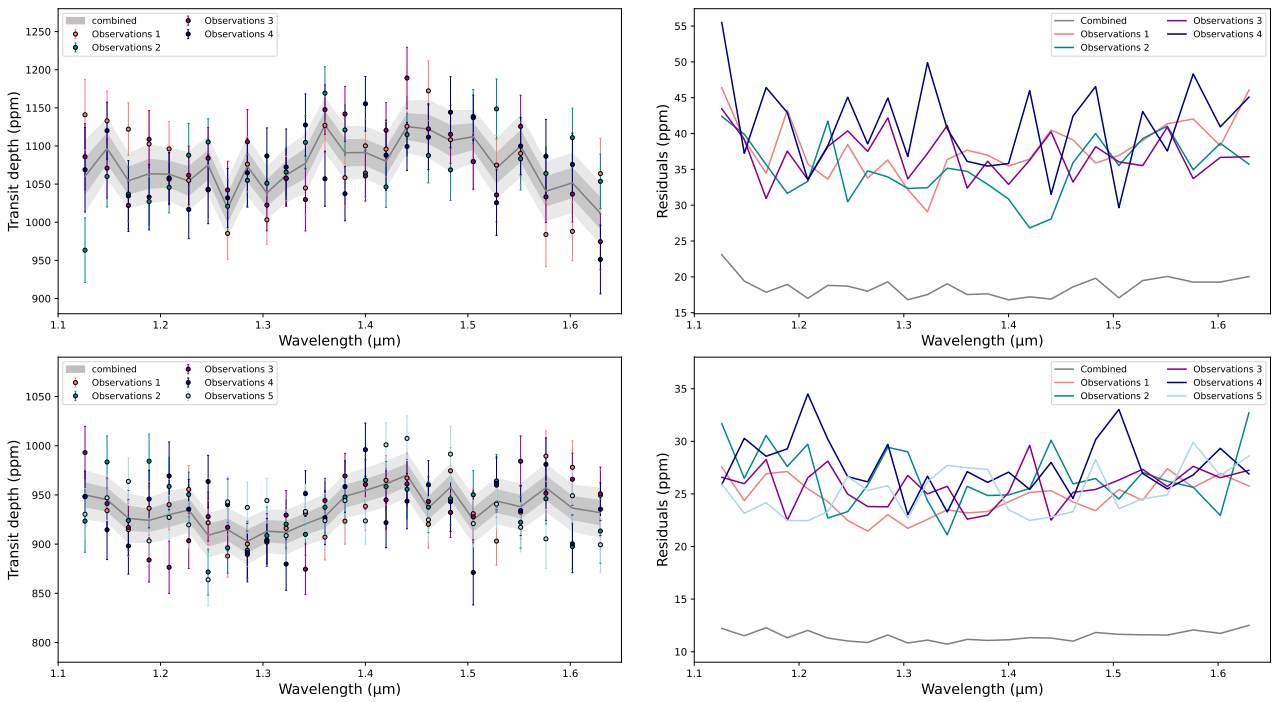 combined
Observations 1
Observations 2
Observations 3
Observations 4
1250
1200
1150
1100
1050
1000
950
900
Transit depth (ppm)
1.1 1.2 1.3 1.4 1.5 1.6
Wavelength (μm)
Combined
Observations 1
Observations 2
Observations 3
Observations 4
55
50
45
40
35
30
25
20
15
Residuals (ppm)
1.1 1.2 1.3 1.4 1.5 1.6
Wavelength (μm)
combined
Observations 1
Observations 2
Observations 3
Observations 4
Observations 5
1050
1000
950
900
850
800
Transit depth (ppm)
1.1 1.2 1.3 1.4 1.5 1.6
Wavelength (μm)
Combined
Observations 1
Observations 2
Observations 3
Observations 4
Observations 5
35
30
25
20
15
10
Residuals (ppm)
1.1 1.2 1.3 1.4 1.5 1.6
Wavelength (μm)